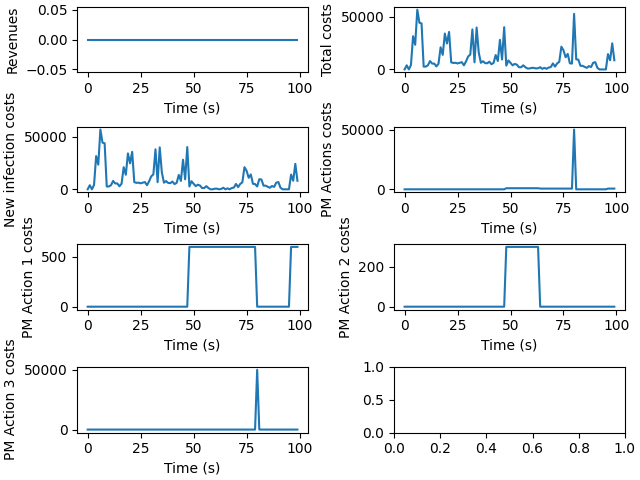 Revenues
0.05
0.00
−0.05
0 25 50 75 100
Time (s)
Total costs
50000
0
0 25 50 75 100
Time (s)
New infection costs
50000
0
0 25 50 75 100
Time (s)
PM Actions costs
50000
0
0 25 50 75 100
Time (s)
PM Action 1 costs
500
0
0 25 50 75 100
Time (s)
PM Action 2 costs
200
0
0 25 50 75 100
Time (s)
PM Action 3 costs
50000
0
0 25 50 75 100
Time (s)
1.0
0.5
0.0
0.0 0.2 0.4 0.6 0.8 1.0